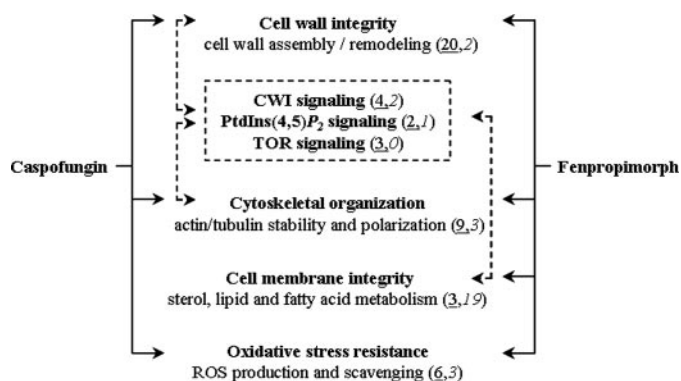 Cell wall integrity
cell wall assembly / remodeling (20,2)
CWI signaling (4,2)
PtdIns(4,5)P2 signaling (2,1)
TOR signaling (3,0)
Caspofungin
Fenpropimorph
Cytoskeletal organization
actin/tubulin stability and polarization (9,3)
Cell membrane integrity
sterol, lipid and fatty acid metabolism (3,19)
Oxidative stress resistance
ROS production and scavenging (6,3)